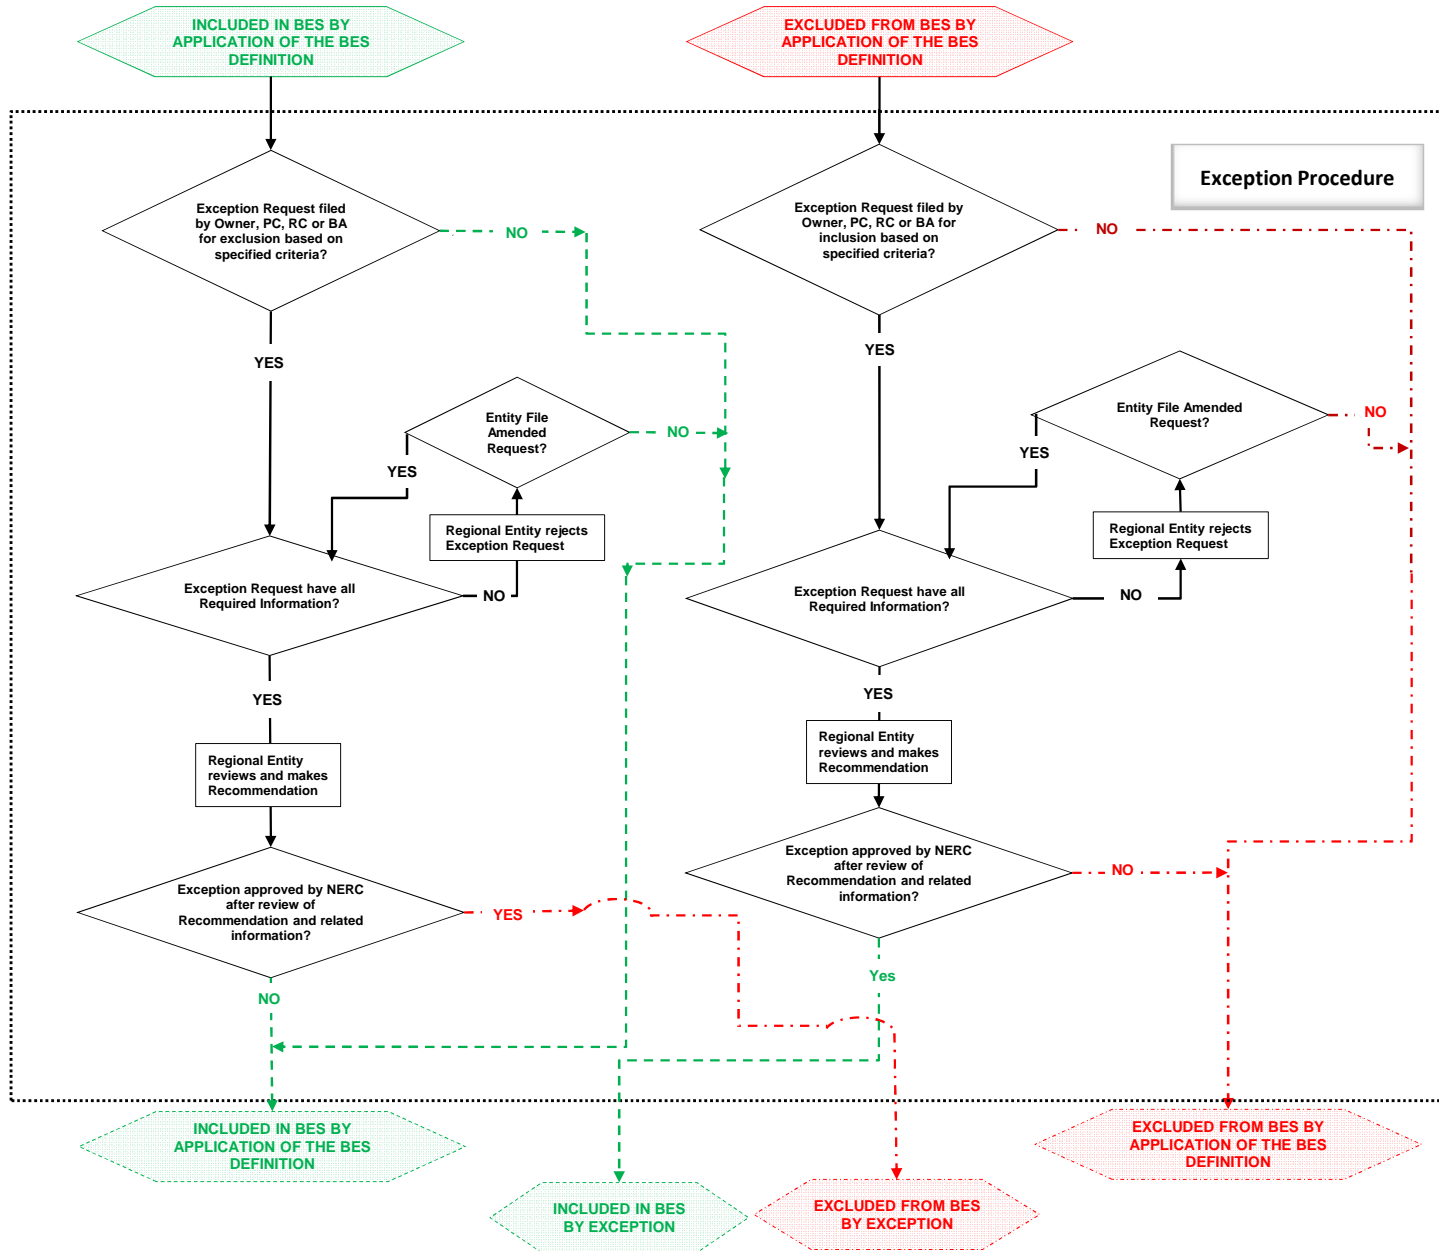 INCLUDED IN BES BY
APPLICATION OF THE BES
DEFINITION
EXCLUDED FROM BES BY
APPLICATION OF THE BES
DEFINITION
Exception Procedure
Exception Request filed
by Owner, PC, RC or BA
for exclusion based on
specified criteria?
NO
Exception Request filed by
Owner, PC, RC or BA for
inclusion based on
specified criteria?
NO
YES
YES
Entity File
Amended
Request?
NO
Entity File Amended
Request?
NO
YES
YES
Regional Entity rejects
Exception Request
Regional Entity rejects
Exception Request
Exception Request have all
Required Information?
NO
Exception Request have all
Required Information?
NO
YES
YES
Regional Entity
reviews and makes
Recommendation
Regional Entity
reviews and makes
Recommendation
Exception approved by NERC
after review of
Recommendation and related
information?
YES
Exception approved by NERC
after review of
Recommendation and related
information?
NO
NO
Yes
INCLUDED IN BES BY
APPLICATION OF THE BES
DEFINITION
EXCLUDED FROM BES BY
APPLICATION OF THE BES
DEFINITION
INCLUDED IN BES
BY EXCEPTION
EXCLUDED FROM BES
BY EXCEPTION